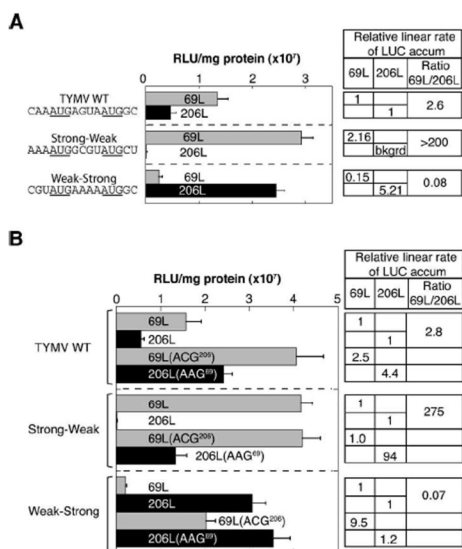 A
RLU/mg protein (x10⁷)
0 1 2 3
Relative linear rate
of LUC accum
69L 206L Ratio
69L/206L
TYMV WT
CAAAUGAGUAAUGGC
69L
206L
1
1
2.6
Strong-Weak
AAAAUGGCGUAUGCU
69L
206L
2.16
bkgrd
>200
Weak-Strong
CGUAUGAAAAAUGGC
69L
206L
0.15
5.21
0.08
B
RLU/mg protein (x10⁷)
0 1 2 3 4 5
Relative linear rate
of LUC accum
69L 206L Ratio
69L/206L
TYMV WT
69L
206L
69L(ACG²⁰⁶)
206L(AAG⁶⁹)
1
1
2.5
4.4
2.8
Strong-Weak
69L
206L
69L(ACG²⁰⁶)
206L(AAG⁶⁹)
1
1
1.0
94
275
Weak-Strong
69L
206L
69L(ACG²⁰⁶)
206L(AAG⁶⁹)
1
1
9.5
1.2
0.07